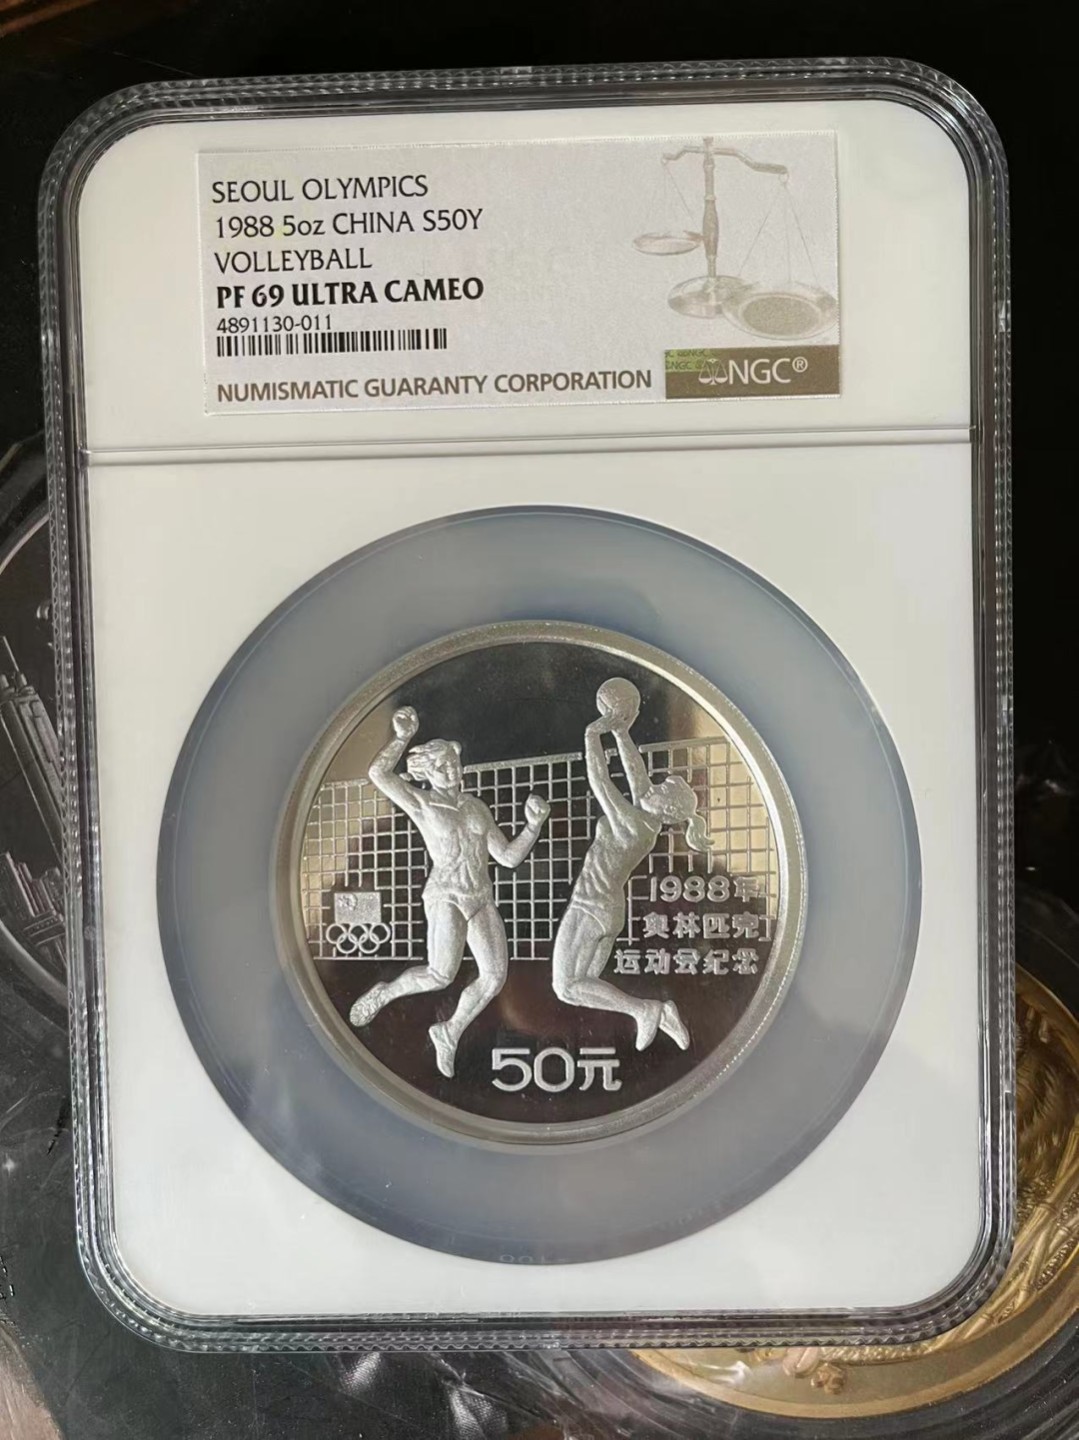 SEOUL OLYMPICS
1988 5oz CHINA S50Y
VOLLEYBALL
PF 69 ULTRA CAMEO
4891130-011
NUMISMATIC GUARANTY CORPORATION
NGC®
1988年
奥林匹克
运动会纪念
50元